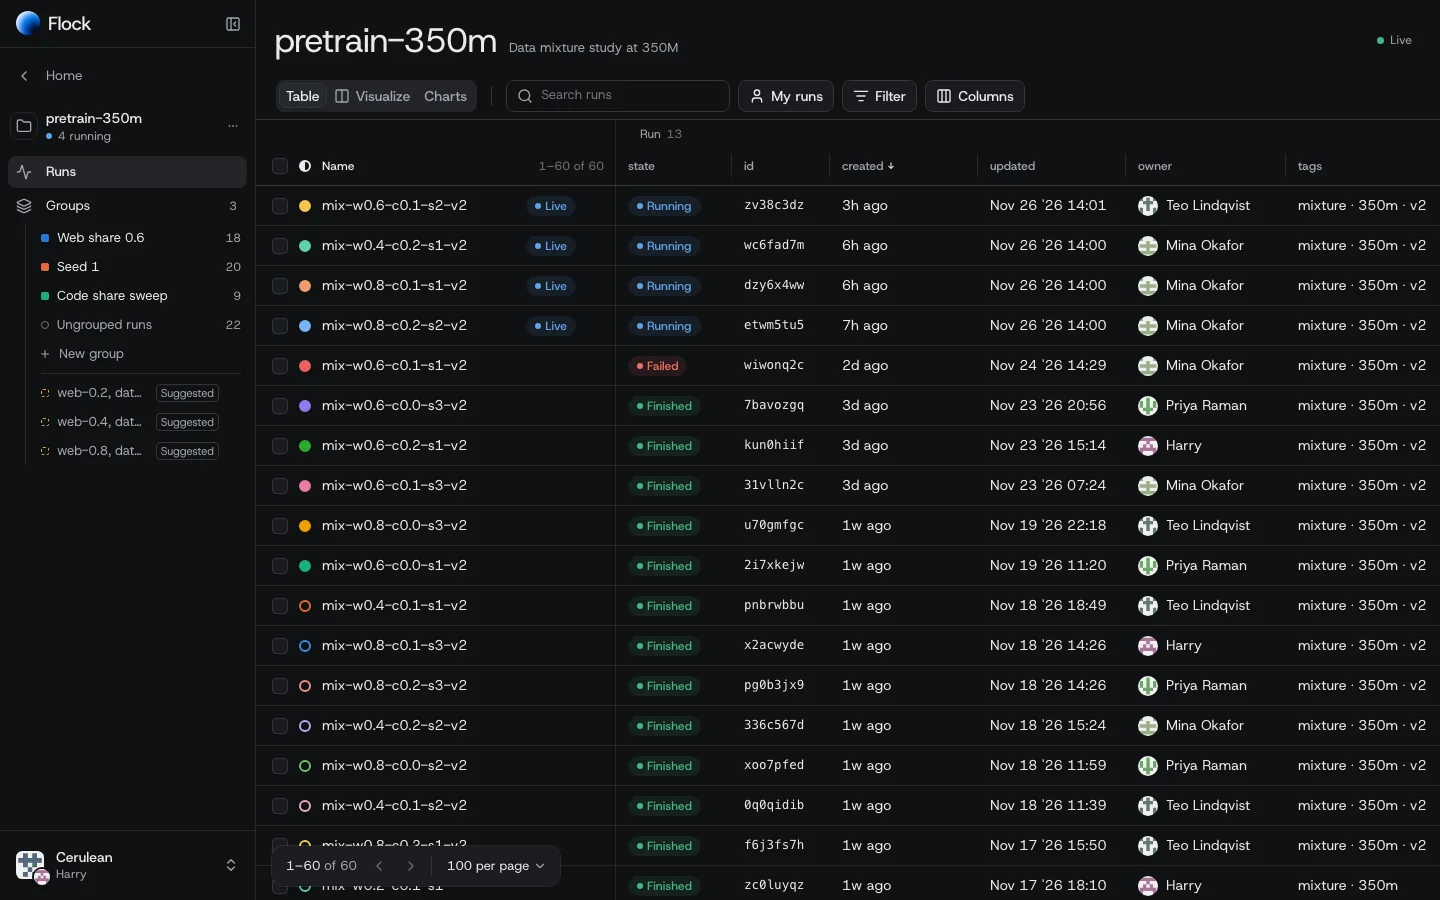 Flock
Home
pretrain-350m
4 running
Runs
Groups 3
Web share 0.6 18
Seed 1 20
Code share sweep 9
Ungrouped runs 22
New group
web-0.2, dat... Suggested
web-0.4, dat... Suggested
web-0.8, dat... Suggested
Cerulean
Harry
pretrain-350m Data mixture study at 350M Live
Table Visualize Charts Search runs My runs Filter Columns
Run 13
Name 1-60 of 60 state id created ↓ updated owner tags
mix-w0.6-c0.1-s2-v2 Live Running zv38c3dz 3h ago Nov 26 '26 14:01 Teo Lindqvist mixture · 350m · v2
mix-w0.4-c0.2-s1-v2 Live Running wc6fad7m 6h ago Nov 26 '26 14:00 Mina Okafor mixture · 350m · v2
mix-w0.8-c0.1-s1-v2 Live Running dzy6x4ww 6h ago Nov 26 '26 14:00 Mina Okafor mixture · 350m · v2
mix-w0.8-c0.2-s2-v2 Live Running etwm5tu5 7h ago Nov 26 '26 14:00 Mina Okafor mixture · 350m · v2
mix-w0.6-c0.1-s1-v2 Failed wiwonq2c 2d ago Nov 24 '26 14:29 Mina Okafor mixture · 350m · v2
mix-w0.6-c0.0-s3-v2 Finished 7bavozgq 3d ago Nov 23 '26 20:56 Priya Raman mixture · 350m · v2
mix-w0.6-c0.2-s1-v2 Finished kun0hiif 3d ago Nov 23 '26 15:14 Harry mixture · 350m · v2
mix-w0.6-c0.1-s3-v2 Finished 31vlln2c 3d ago Nov 23 '26 07:24 Mina Okafor mixture · 350m · v2
mix-w0.8-c0.0-s3-v2 Finished u70gmfgc 1w ago Nov 19 '26 22:18 Teo Lindqvist mixture · 350m · v2
mix-w0.6-c0.0-s1-v2 Finished 2i7xkejw 1w ago Nov 19 '26 11:20 Priya Raman mixture · 350m · v2
mix-w0.4-c0.1-s1-v2 Finished pnbrwbbu 1w ago Nov 18 '26 18:49 Teo Lindqvist mixture · 350m · v2
mix-w0.8-c0.1-s3-v2 Finished x2acwyde 1w ago Nov 18 '26 14:26 Harry mixture · 350m · v2
mix-w0.8-c0.2-s3-v2 Finished pg0b3jx9 1w ago Nov 18 '26 14:26 Priya Raman mixture · 350m · v2
mix-w0.4-c0.2-s2-v2 Finished 336c567d 1w ago Nov 18 '26 15:24 Mina Okafor mixture · 350m · v2
mix-w0.8-c0.0-s2-v2 Finished xoo7pfed 1w ago Nov 18 '26 11:59 Priya Raman mixture · 350m · v2
mix-w0.4-c0.1-s2-v2 Finished 0q0qidib 1w ago Nov 18 '26 11:39 Teo Lindqvist mixture · 350m · v2
Finished f6j3fs7h 1w ago Nov 17 '26 15:50 Teo Lindqvist mixture · 350m · v2
Finished zc0luyqz 1w ago Nov 17 '26 18:10 Harry mixture · 350m
1-60 of 60 100 per page